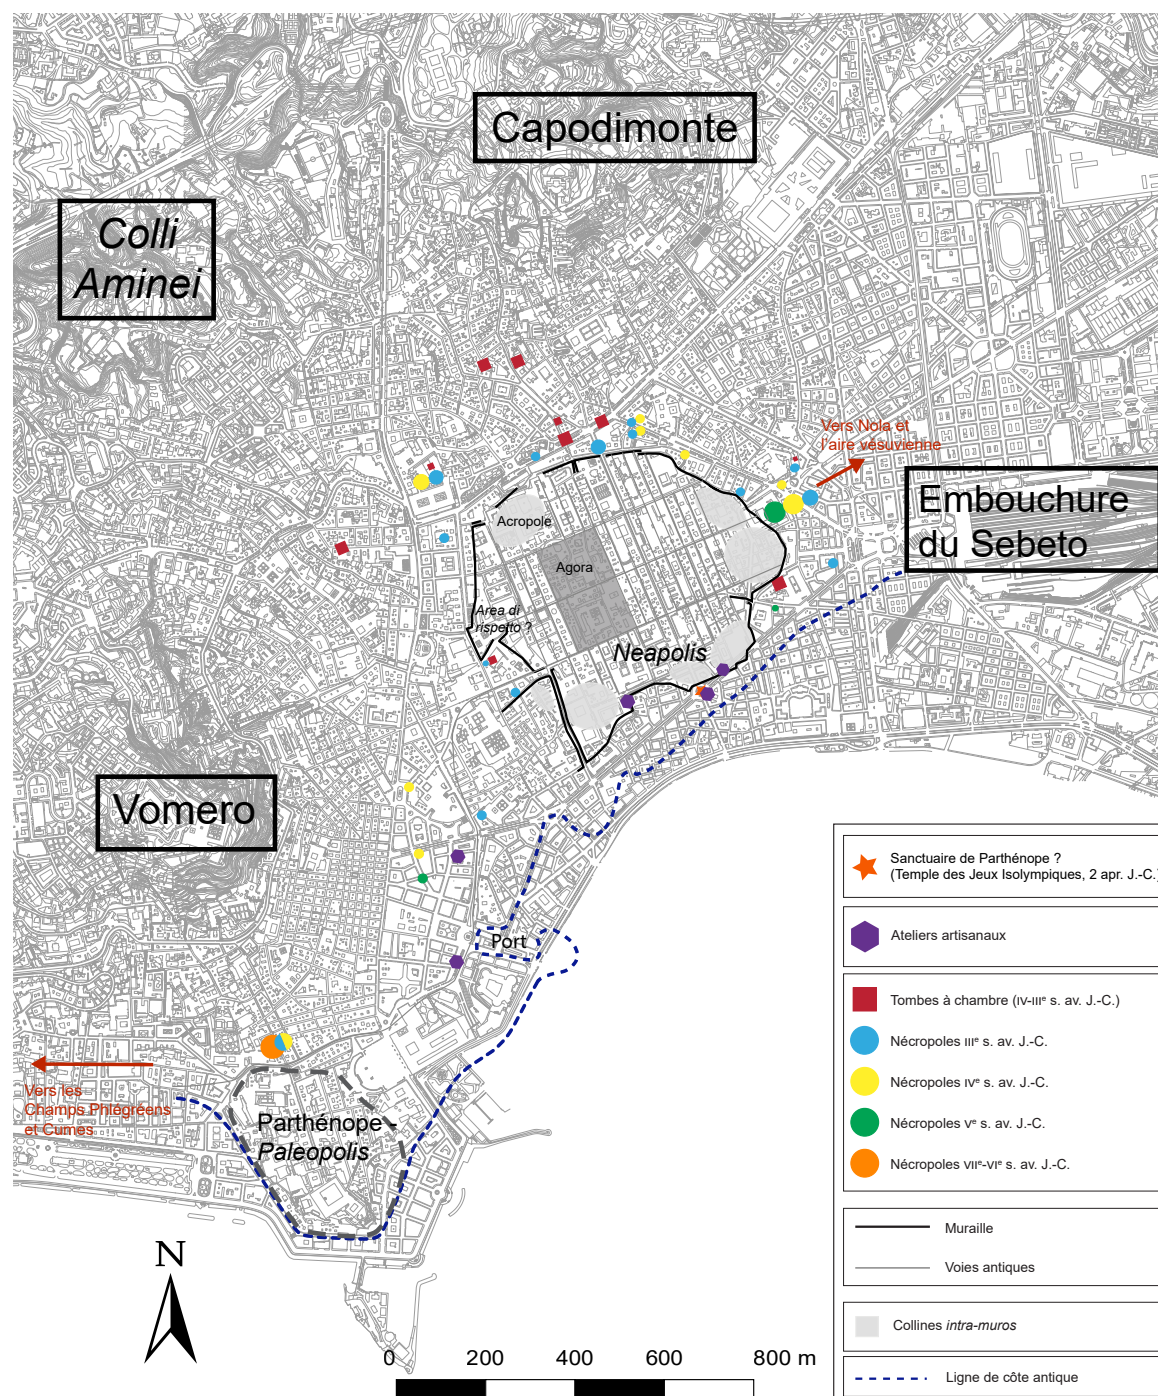 Capodimonte
Colli
Aminei
Vers Nola et
l'aire vésuvienne
Embouchure
du Sebeto
Acropole
Agora
Area di
rispetto ?
Neapolis
Vomero
Port
Vers les
Champs Phlégréens
et Cumes
Parthénope -
Paleopolis
N
0 200 400 600 800 m
Sanctuaire de Parthénope ?
(Temple des Jeux Isolympiques, 2 apr. J.-C.)
Ateliers artisanaux
Tombes à chambre (IV-IIIᵉ s. av. J.-C.)
Nécropoles IIIᵉ s. av. J.-C.
Nécropoles IVᵉ s. av. J.-C.
Nécropoles Vᵉ s. av. J.-C.
Nécropoles VIIᵉ-VIᵉ s. av. J.-C.
Muraille
Voies antiques
Collines intra-muros
Ligne de côte antique